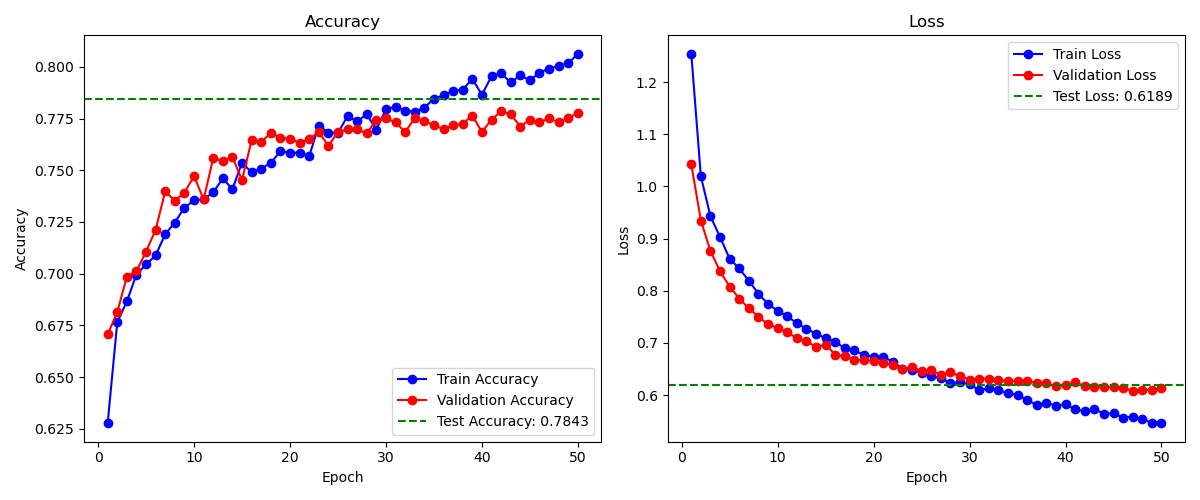 Accuracy
Accuracy
0.800
0.775
0.750
0.725
0.700
0.675
0.650
0.625
Train Accuracy
Validation Accuracy
Test Accuracy: 0.7843
0
10
20
30
40
50
Epoch
Loss
Loss
1.2
1.1
1.0
0.9
0.8
0.7
0.6
Train Loss
Validation Loss
Test Loss: 0.6189
0
10
20
30
40
50
Epoch